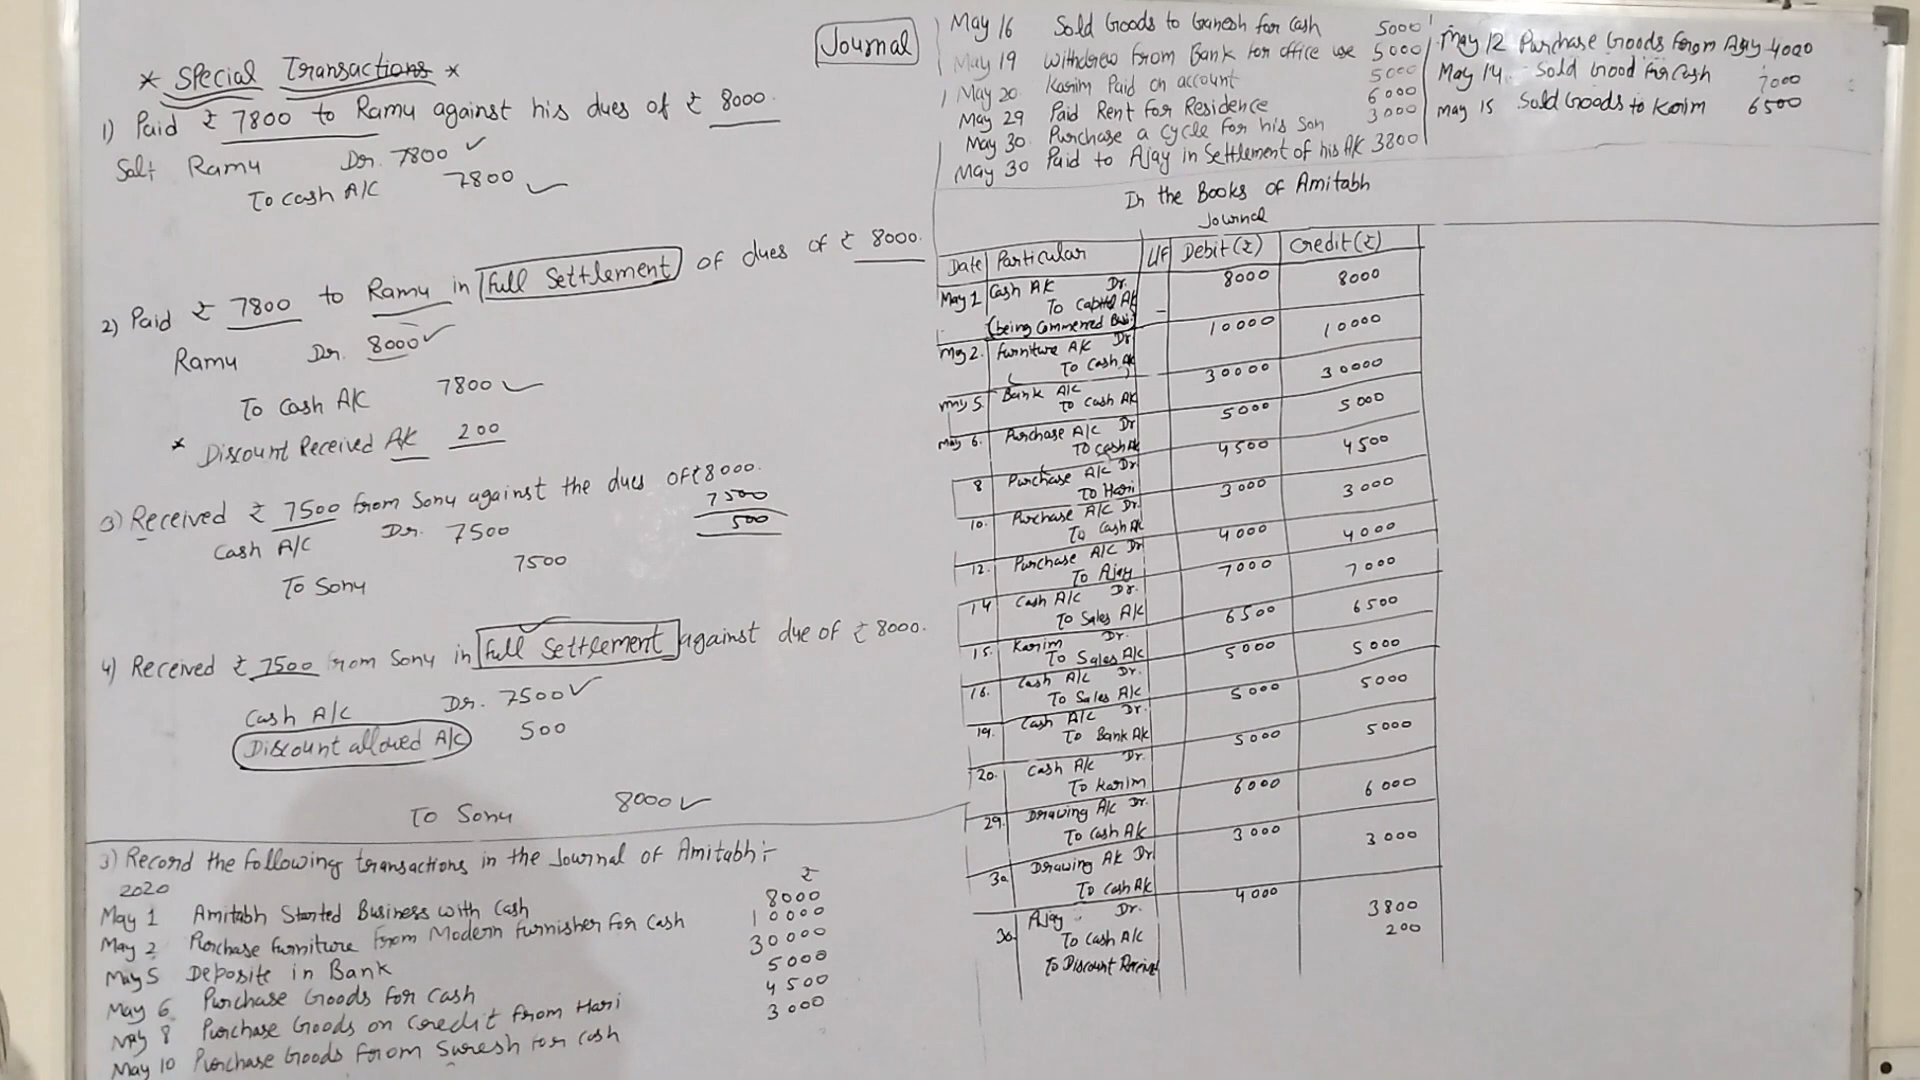 Journal
* Special Transactions *
1) Paid ₹ 7800 to Ramu against his dues of ₹ 8000.
Solt Ramu Dr. 7800 ✓
To cash A/C 7800 ✓
2) Paid ₹ 7800 to Ramu in Full Settlement of dues of ₹ 8000.
Ramu Dr. 8000 ✓
To Cash A/C 7800 ✓
* Discount Received A/c 200
3) Received ₹ 7500 from Sonu against the dues of ₹ 8000.
7500
500
Cash A/C Dr. 7500
To Sonu 7500
4) Received ₹ 7500 from Sonu in Full Settlement against due of ₹ 8000.
Cash A/C Dr. 7500 ✓
Discount allowed A/C 500
To Sonu 8000 ✓
3) Record the following transactions in the Journal of Amitabh :-
2020 ₹
May 1 Amitabh Started Business with Cash 8000
May 2 Purchase furniture from Modern furnisher for Cash 10000
May 5 Deposite in Bank 30000
May 6 Purchase Goods for Cash 5000
May 8 Purchase Goods on credit from Hari 4500
May 10 Purchase Goods from Suresh for cash 3000
May 12 Purchase Goods from Ajay 4000
May 14 Sold Good for Cash 7000
May 15 Sold Goods to Karim 6500
May 16 Sold Goods to Ganesh for Cash 5000
May 19 Withdrew from Bank for office use 5000
May 20 Karim Paid on account 5000
May 29 Paid Rent for Residence 6000
May 30 Purchase a Cycle for his Son 3000
May 30 Paid to Ajay in Settlement of his A/c 3800
In the Books of Amitabh
Journal
Date Particular L/F Debit (₹) Credit (₹)
May 1 Cash A/c Dr. 8000 8000
To Capital A/c
(being Commenced Busi)
May 2. furniture A/c Dr 10000 10000
To Cash A/c
( )
May 5 Bank A/C 30000 30000
To Cash A/c
May 6. Purchase A/C Dr 5000 5000
To Cash A/c
8 Purchase A/C Dr 4500 4500
To Hari
10. Purchase A/C Dr. 3000 3000
To Cash A/c
12. Purchase A/C Dr 4000 4000
To Ajay
14 Cash A/C Dr. 7000 7000
To Sales A/c
15. Karim Dr. 6500 6500
To Sales A/c
16. Cash A/C Dr. 5000 5000
To Sales A/c
19. Cash A/C Dr. 5000 5000
To Bank A/c
20. Cash A/c Dr. 5000 5000
To Karim
29. Drawing A/c Dr. 6000 6000
To Cash A/c
30 Drawing A/c Dr 3000 3000
To Cash A/c
30. Ajay Dr. 4000
To Cash A/c 3800
To Discount Received 200